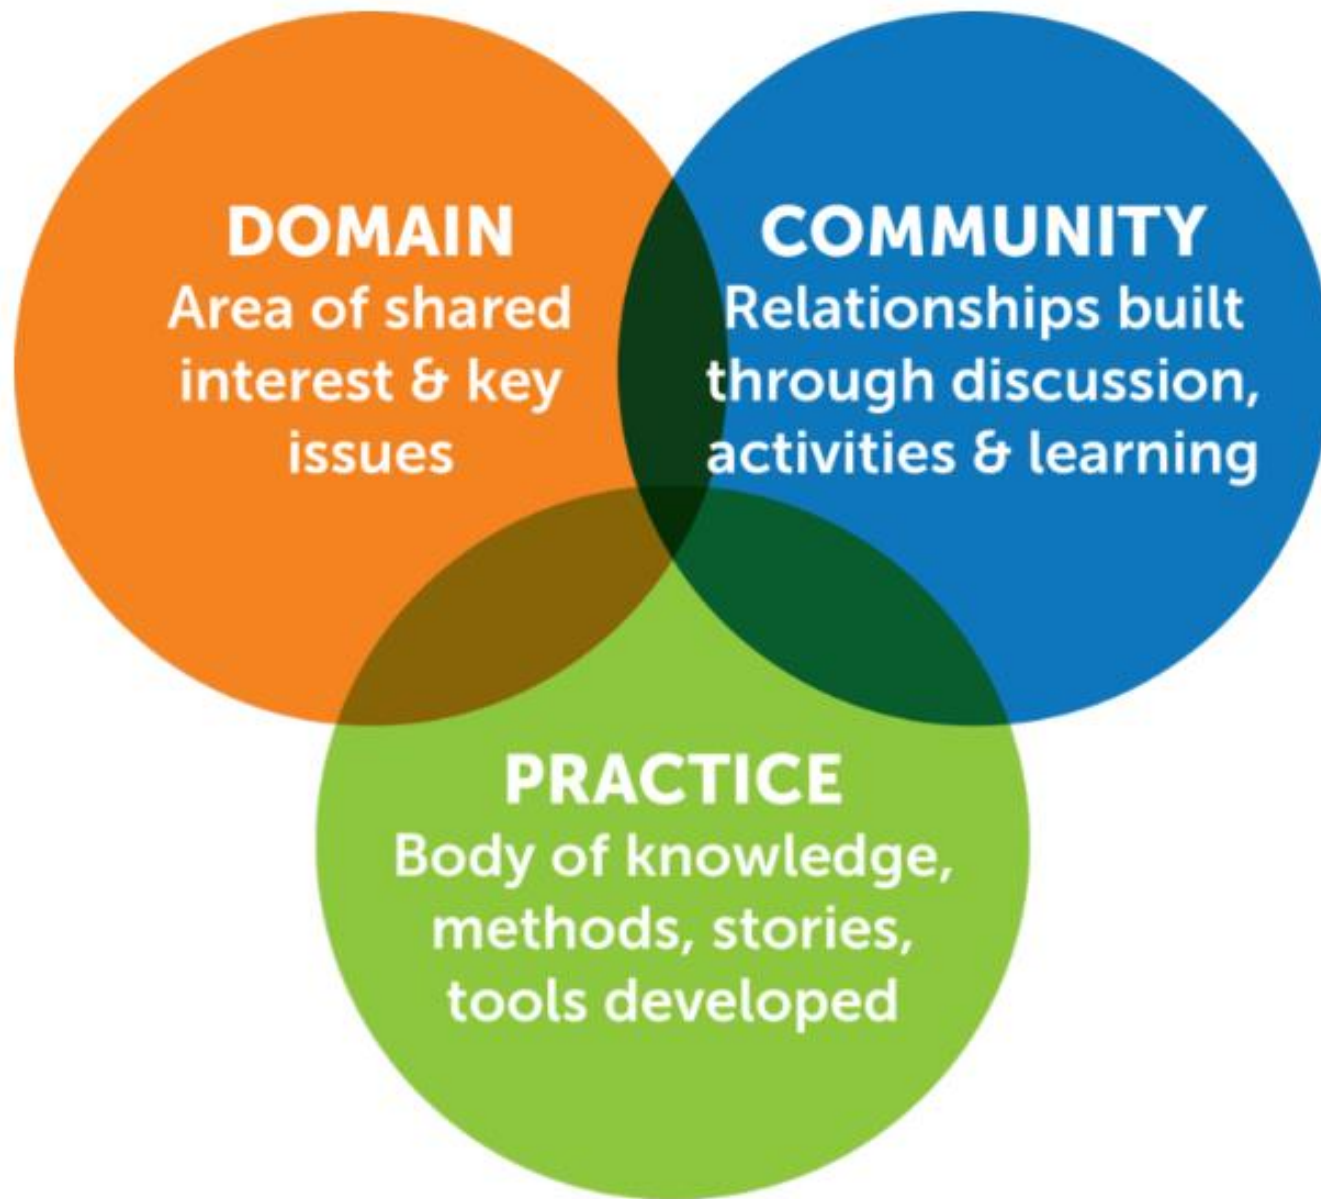 DOMAIN
Area of shared
interest & key
issues
COMMUNITY
Relationships built
through discussion,
activities & learning
PRACTICE
Body of knowledge,
methods, stories,
tools developed